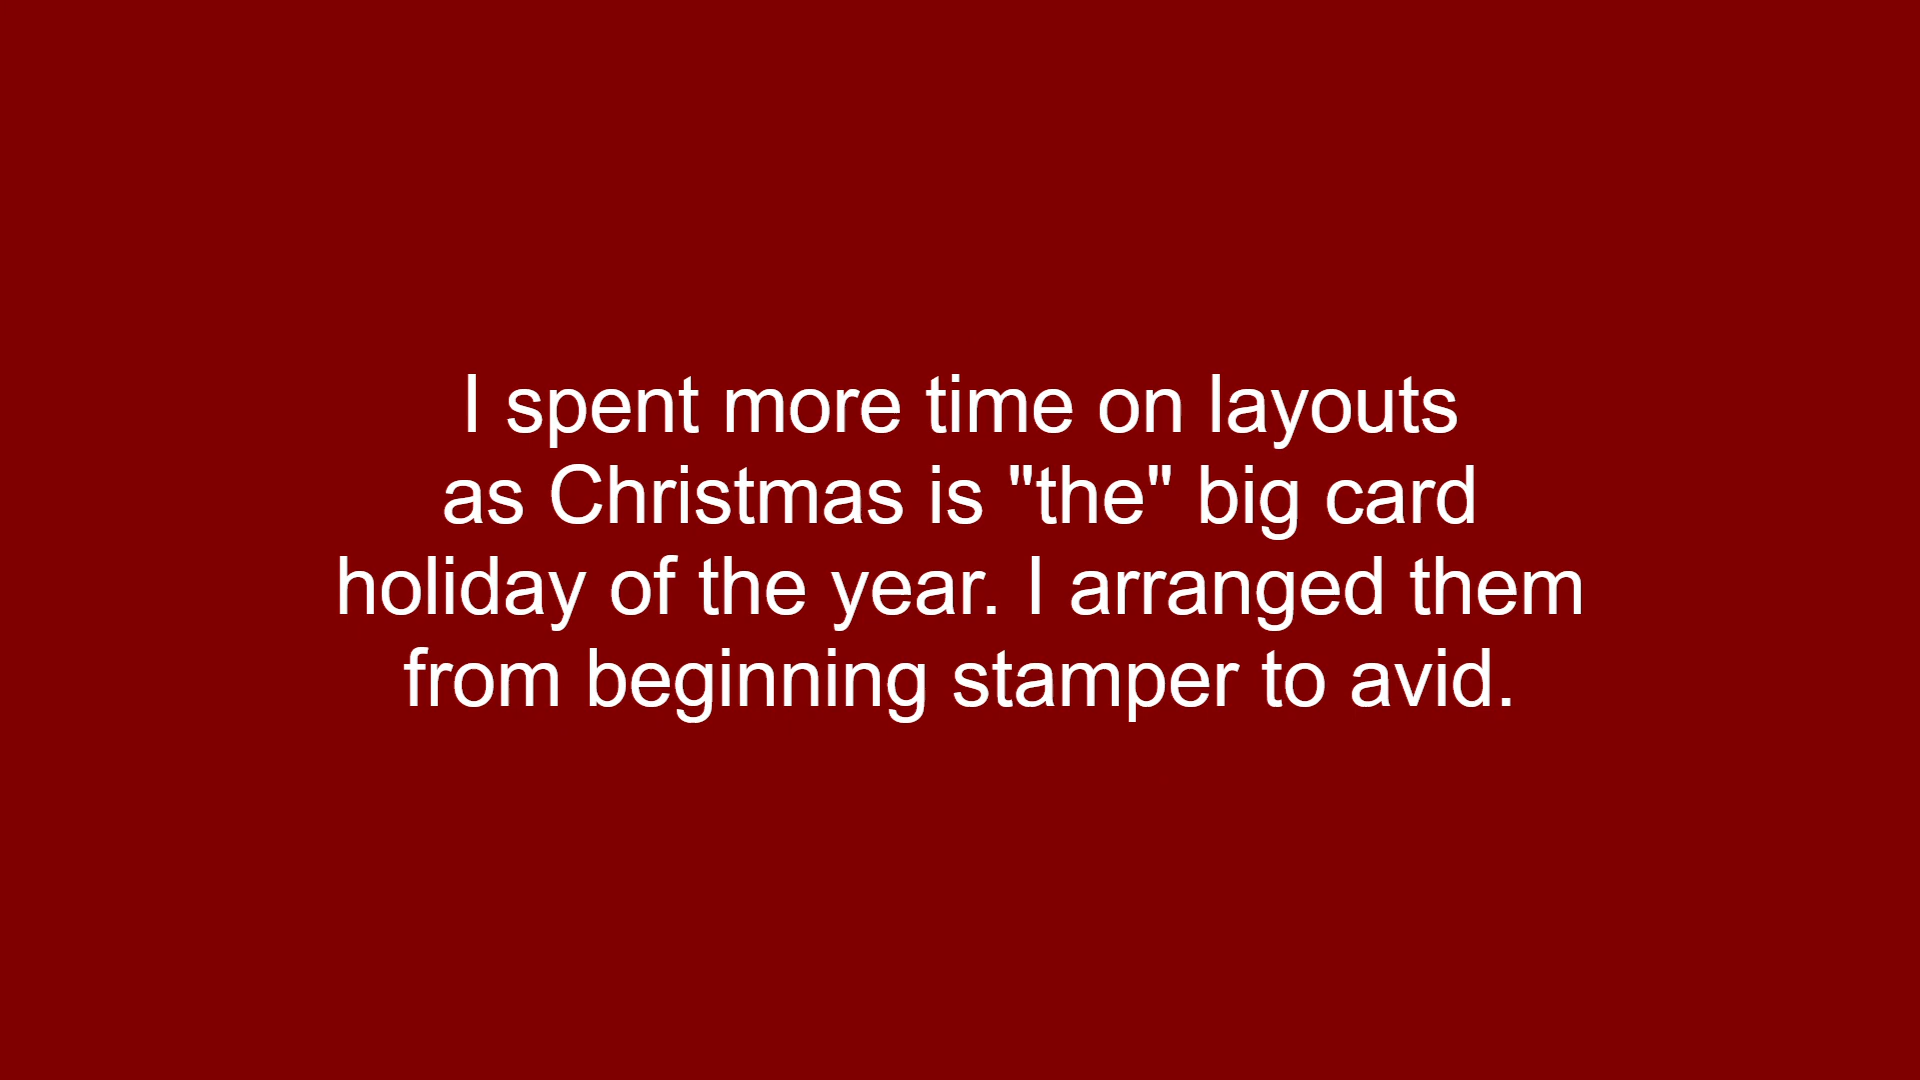 I spent more time on layouts
as Christmas is "the" big card
holiday of the year. I arranged them
from beginning stamper to avid.